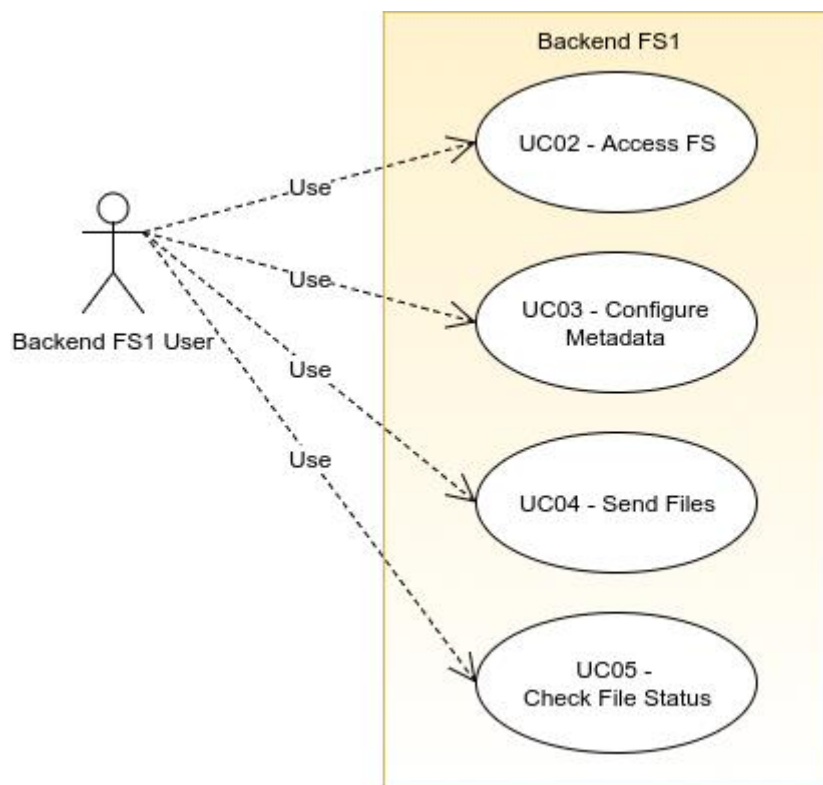 Backend FS1
UC02 - Access FS
Use
Use
UC03 - Configure
Metadata
Backend FS1 User
Use
Use
UC04 - Send Files
UC05 -
Check File Status